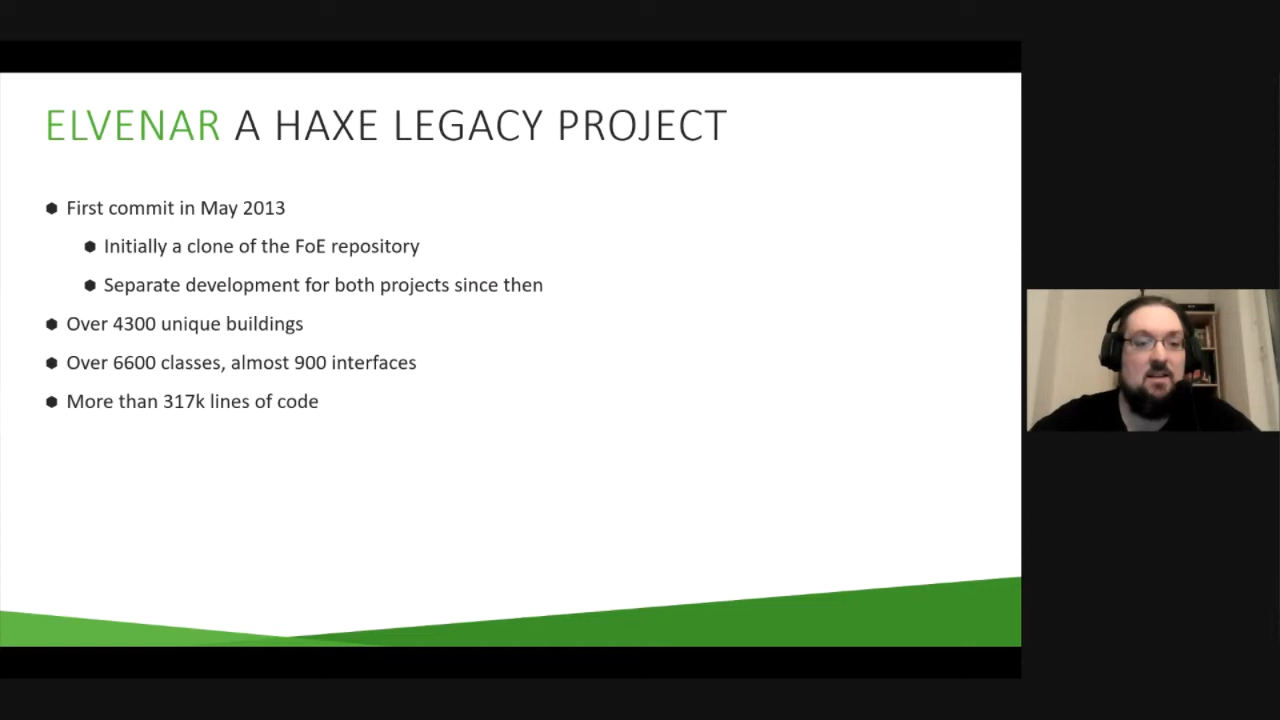 ELVENAR A HAXE LEGACY PROJECT
First commit in May 2013
Initially a clone of the FoE repository
Separate development for both projects since then
Over 4300 unique buildings
Over 6600 classes, almost 900 interfaces
More than 317k lines of code